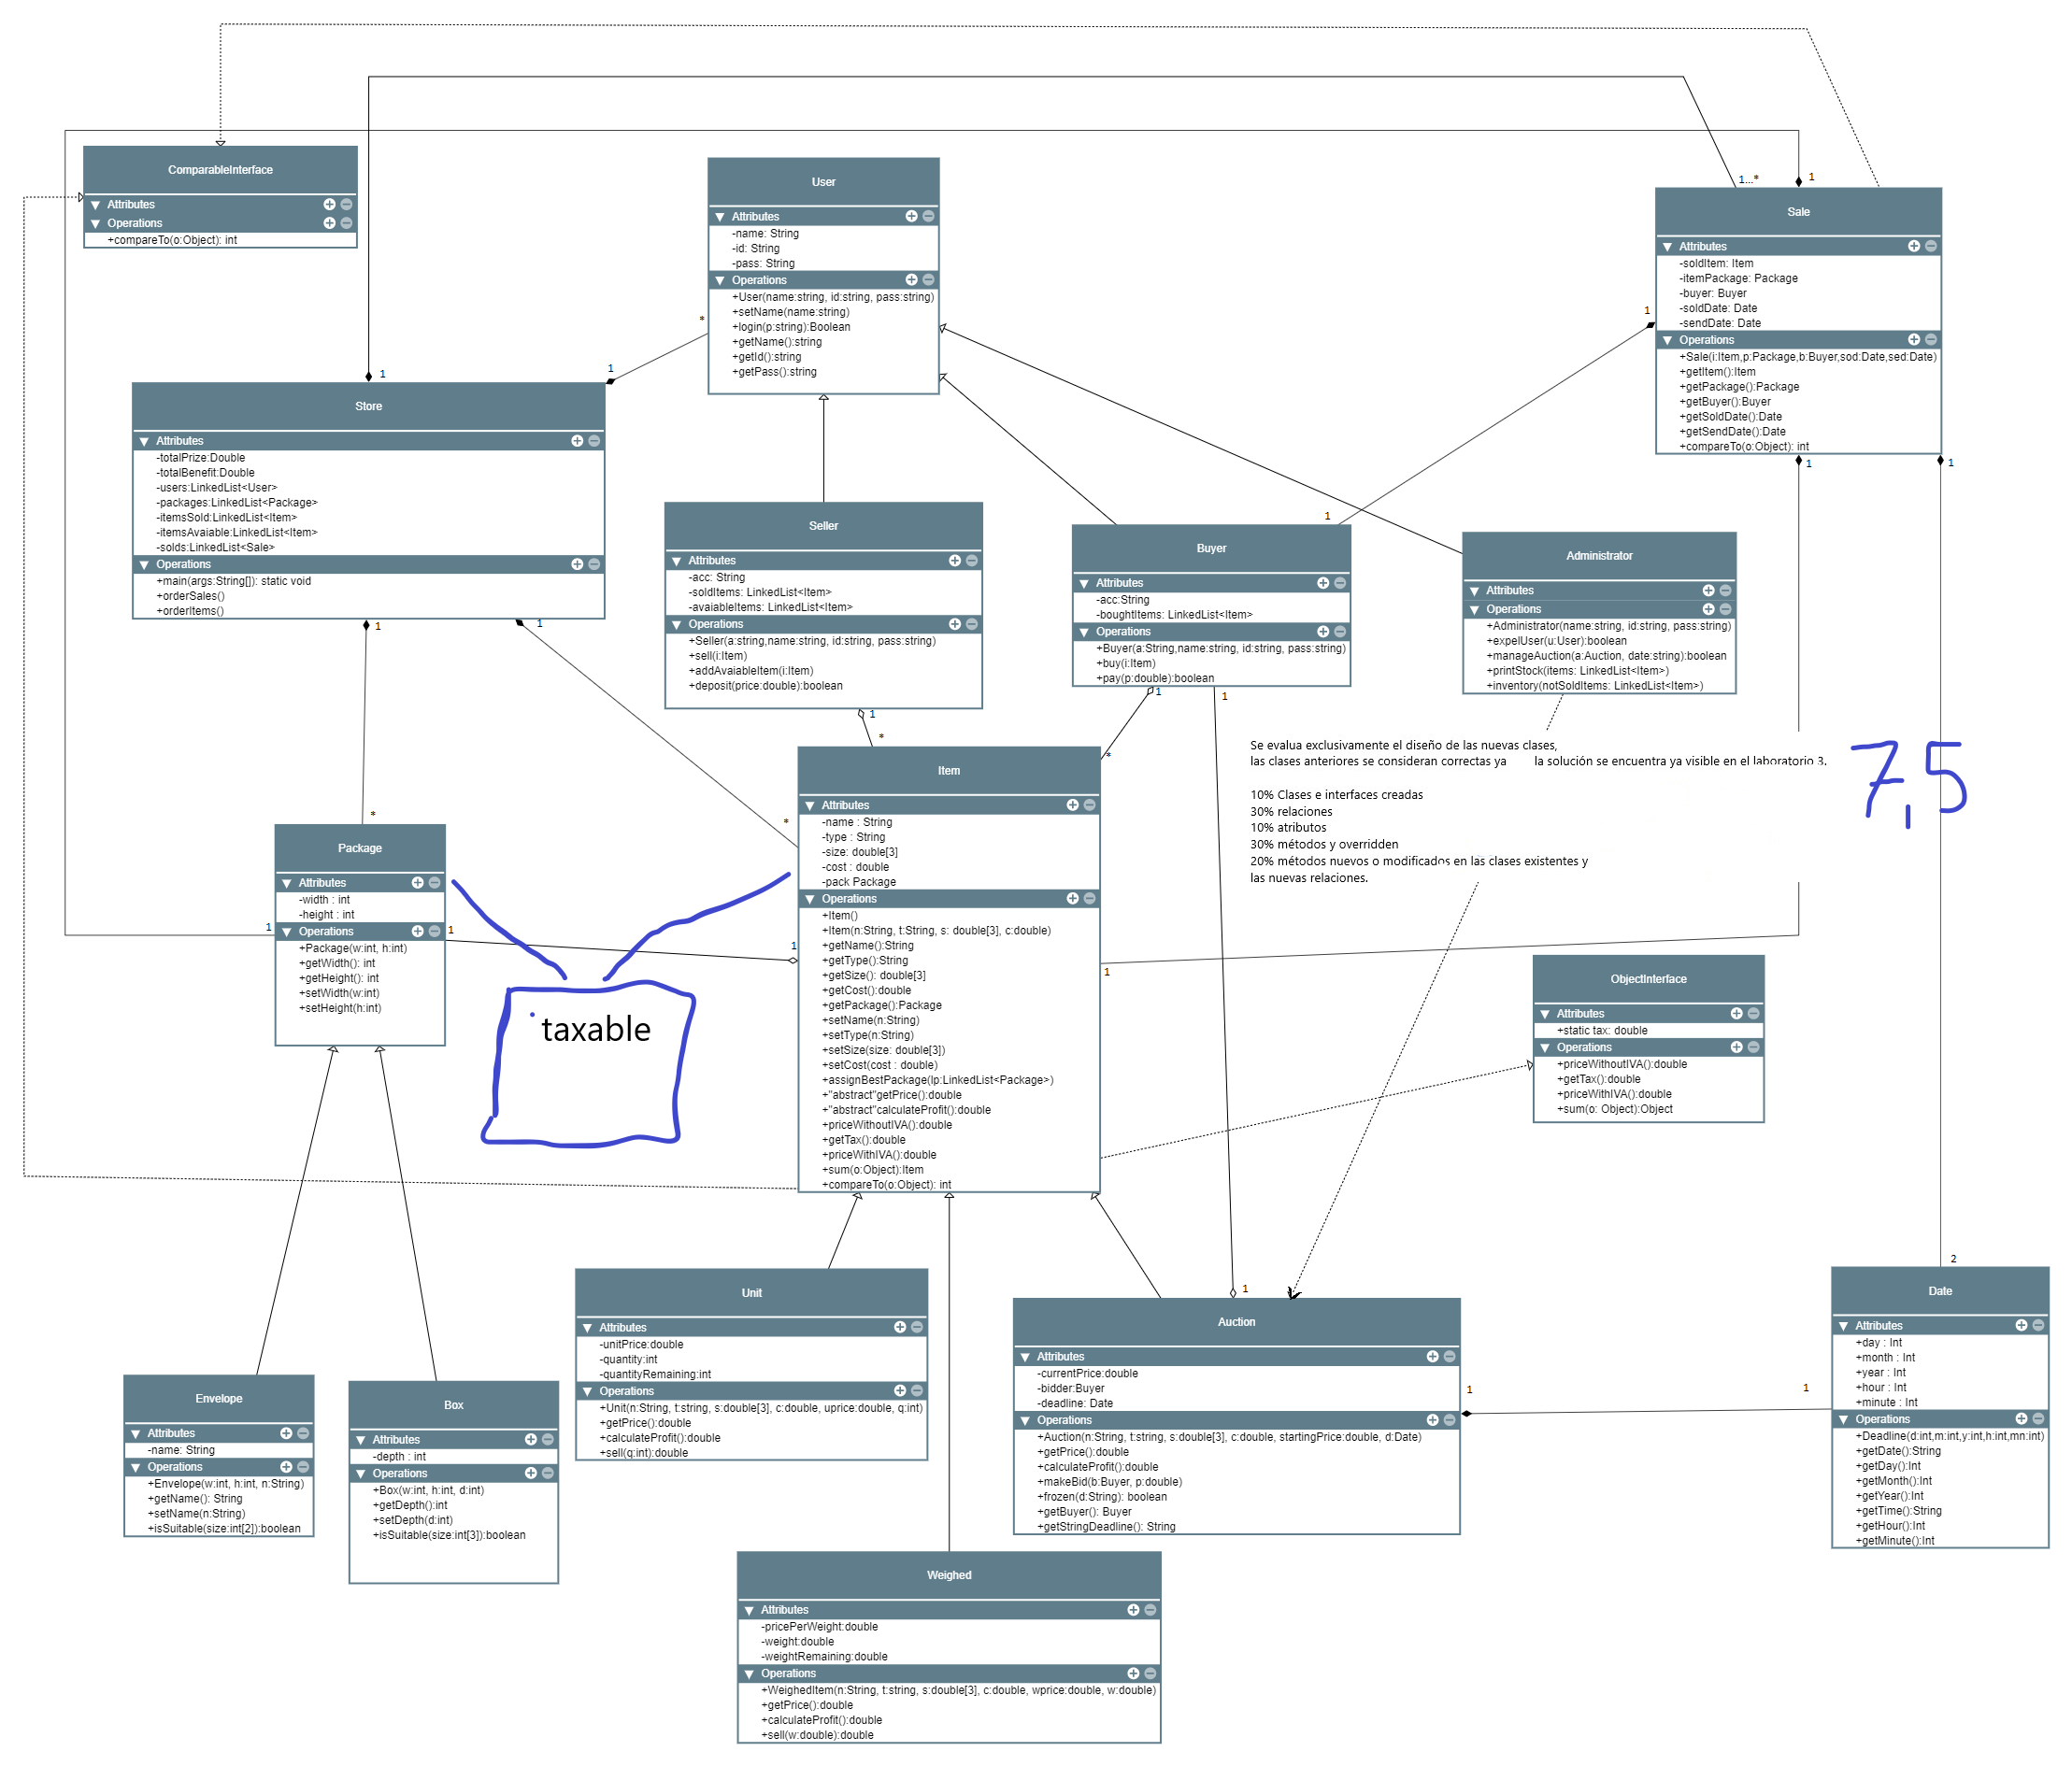 ComparableInterface
Attributes
Operations
+compareTo(o:Object): int
User
Attributes
-name: String
-id: String
-pass: String
Operations
+User(name:string, id:string, pass:string)
+setName(name:string)
+login(p:string):Boolean
+getName():string
+getId():string
+getPass():string
1...*
1
Sale
Attributes
-soldItem: Item
-itemPackage: Package
-buyer: Buyer
-soldDate: Date
-sendDate: Date
Operations
+Sale(i:Item,p:Package,b:Buyer,sod:Date,sed:Date)
+getItem():Item
+getPackage():Package
+getBuyer():Buyer
+getSoldDate():Date
+getSendDate():Date
+compareTo(o:Object): int
*
1
1
1
1
1
Store
Attributes
-totalPrize:Double
-totalBenefit:Double
-users:LinkedList<User>
-packages:LinkedList<Package>
-itemsSold:LinkedList<Item>
-itemsAvaiable:LinkedList<Item>
-solds:LinkedList<Sale>
Operations
+main(args:String[]): static void
+orderSales()
+orderItems()
1
1
Seller
Attributes
-acc: String
-soldItems: LinkedList<Item>
-avaiableItems: LinkedList<Item>
Operations
+Seller(a:string,name:string, id:string, pass:string)
+sell(i:Item)
+addAvaiableItem(i:Item)
+deposit(price:double):boolean
1
*
1
Buyer
Attributes
-acc:String
-boughtItems: LinkedList<Item>
Operations
+Buyer(a:String,name:string, id:string, pass:string)
+buy(i:Item)
+pay(p:double):boolean
1
1
*
Administrator
Attributes
Operations
+Administrator(name:string, id:string, pass:string)
+expelUser(u:User):boolean
+manageAuction(a:Auction, date:string):boolean
+printStock(items: LinkedList<Item>)
+inventory(notSoldItems: LinkedList<Item>)
Se evalua exclusivamente el diseño de las nuevas clases,
las clases anteriores se consideran correctas ya la solución se encuentra ya visible en el laboratorio 3.
10% Clases e interfaces creadas
30% relaciones
10% atributos
30% métodos y overridden
20% métodos nuevos o modificados en las clases existentes y
las nuevas relaciones.
7,5
*
Package
Attributes
-width : int
-height : int
Operations
+Package(w:int, h:int)
+getWidth(): int
+getHeight(): int
+setWidth(w:int)
+setHeight(h:int)
1
1
taxable
*
1
Item
Attributes
-name : String
-type : String
-size: double[3]
-cost : double
-pack Package
Operations
+Item()
+Item(n:String, t:String, s: double[3], c:double)
+getName():String
+getType():String
+getSize(): double[3]
+getCost():double
+getPackage():Package
+setName(n:String)
+setType(n:String)
+setSize(size: double[3])
+setCost(cost : double)
+assignBestPackage(lp:LinkedList<Package>)
+"abstract"getPrice():double
+"abstract"calculateProfit():double
+priceWithoutIVA():double
+getTax():double
+priceWithIVA():double
+sum(o:Object):Item
+compareTo(o:Object): int
1
ObjectInterface
Attributes
+static tax: double
Operations
+priceWithoutIVA():double
+getTax():double
+priceWithIVA():double
+sum(o: Object):Object
Unit
Attributes
-unitPrice:double
-quantity:int
-quantityRemaining:int
Operations
+Unit(n:String, t:string, s:double[3], c:double, uprice:double, q:int)
+getPrice():double
+calculateProfit():double
+sell(q:int):double
1
Auction
Attributes
-currentPrice:double
-bidder:Buyer
-deadline: Date
Operations
+Auction(n:String, t:string, s:double[3], c:double, startingPrice:double, d:Date)
+getPrice():double
+calculateProfit():double
+makeBid(b:Buyer, p:double)
+frozen(d:String): boolean
+getBuyer(): Buyer
+getStringDeadline(): String
1
1
2
Date
Attributes
+day : Int
+month : Int
+year : Int
+hour : Int
+minute : Int
Operations
+Deadline(d:int,m:int,y:int,h:int,mn:int)
+getDate():String
+getDay():Int
+getMonth():Int
+getYear():Int
+getTime():String
+getHour():Int
+getMinute():Int
Envelope
Attributes
-name: String
Operations
+Envelope(w:int, h:int, n:String)
+getName(): String
+setName(n:String)
+isSuitable(size:int[2]):boolean
Box
Attributes
-depth : int
Operations
+Box(w:int, h:int, d:int)
+getDepth():int
+setDepth(d:int)
+isSuitable(size:int[3]):boolean
Weighed
Attributes
-pricePerWeight:double
-weight:double
-weightRemaining:double
Operations
+WeighedItem(n:String, t:string, s:double[3], c:double, wprice:double, w:double)
+getPrice():double
+calculateProfit():double
+sell(w:double):double